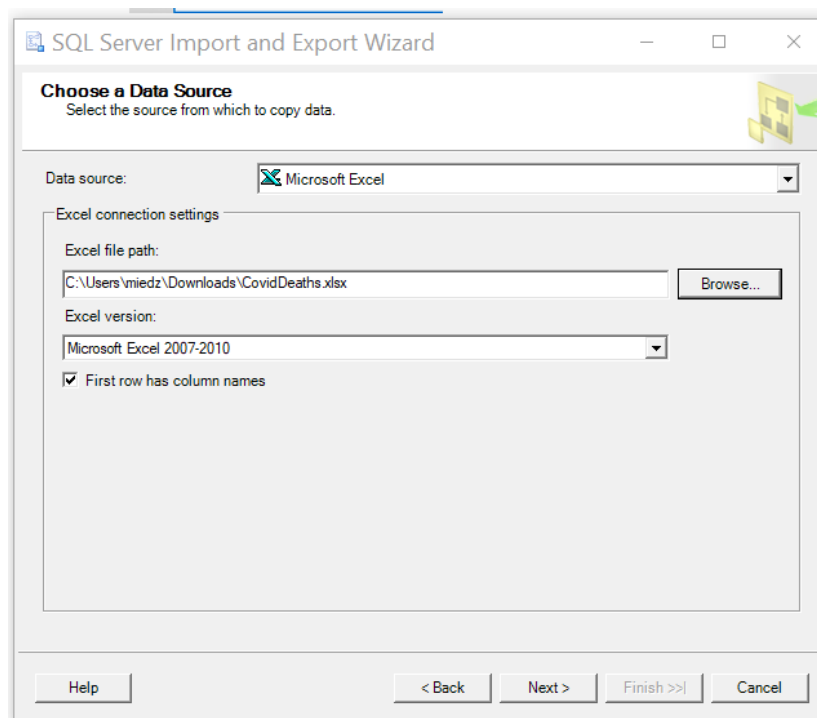 SQL Server Import and Export Wizard
Choose a Data Source
Select the source from which to copy data.
Data source:
Microsoft Excel
Excel connection settings
Excel file path:
C:\Users\miedz\Downloads\CovidDeaths.xlsx
Browse...
Excel version:
Microsoft Excel 2007-2010
First row has column names
Help
< Back
Next >
Finish >>|
Cancel